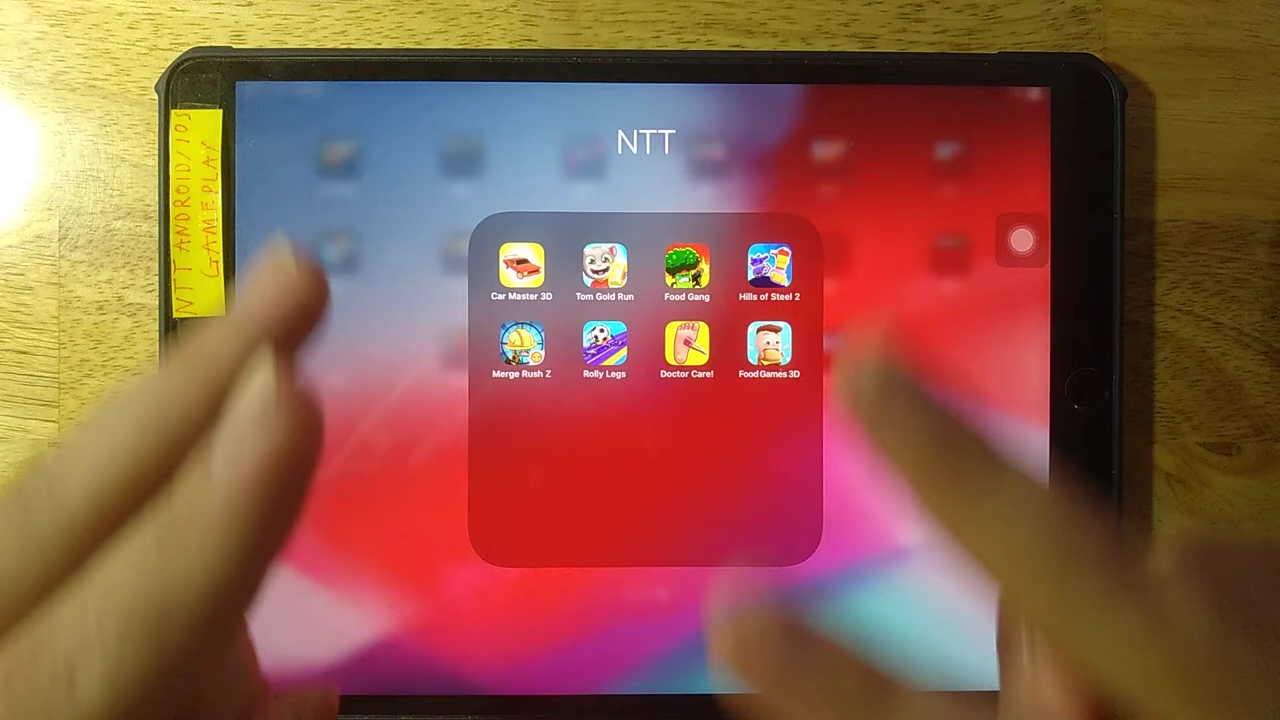 NTT ANDROID/IOS
GAMEPLAY
NTT
Car Master 3D
Tom Gold Run
Food Gang
Hills of Steel 2
Merge Rush Z
Rolly Legs
Doctor Care!
Food Games 3D